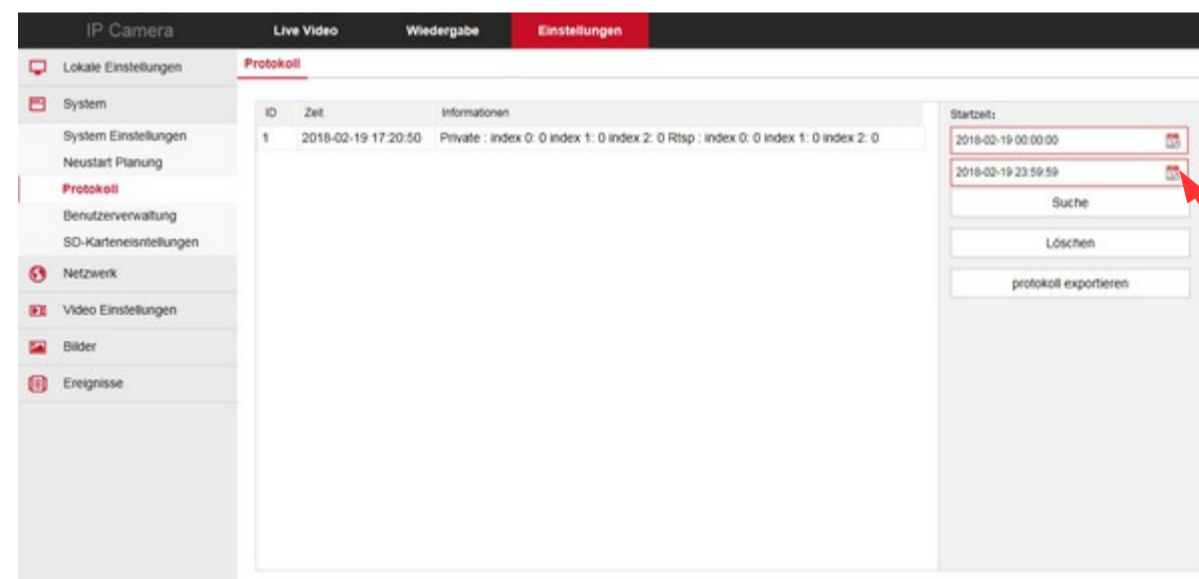 IP Camera
Live Video
Wiedergabe
Einstellungen
Lokale Einstellungen
System
System Einstellungen
Neustart Planung
Protokoll
Benutzerverwaltung
SD-Karteneisntellungen
Netzwerk
Video Einstellungen
Bilder
Ereignisse
Protokoll
ID Zeit Informationen
1 2018-02-19 17:20:50 Private : index 0: 0 index 1: 0 index 2: 0 Rtsp : index 0: 0 index 1: 0 index 2: 0
Startzeit:
2018-02-19 00:00:00
2018-02-19 23:59:59
Suche
Löschen
protokoll exportieren